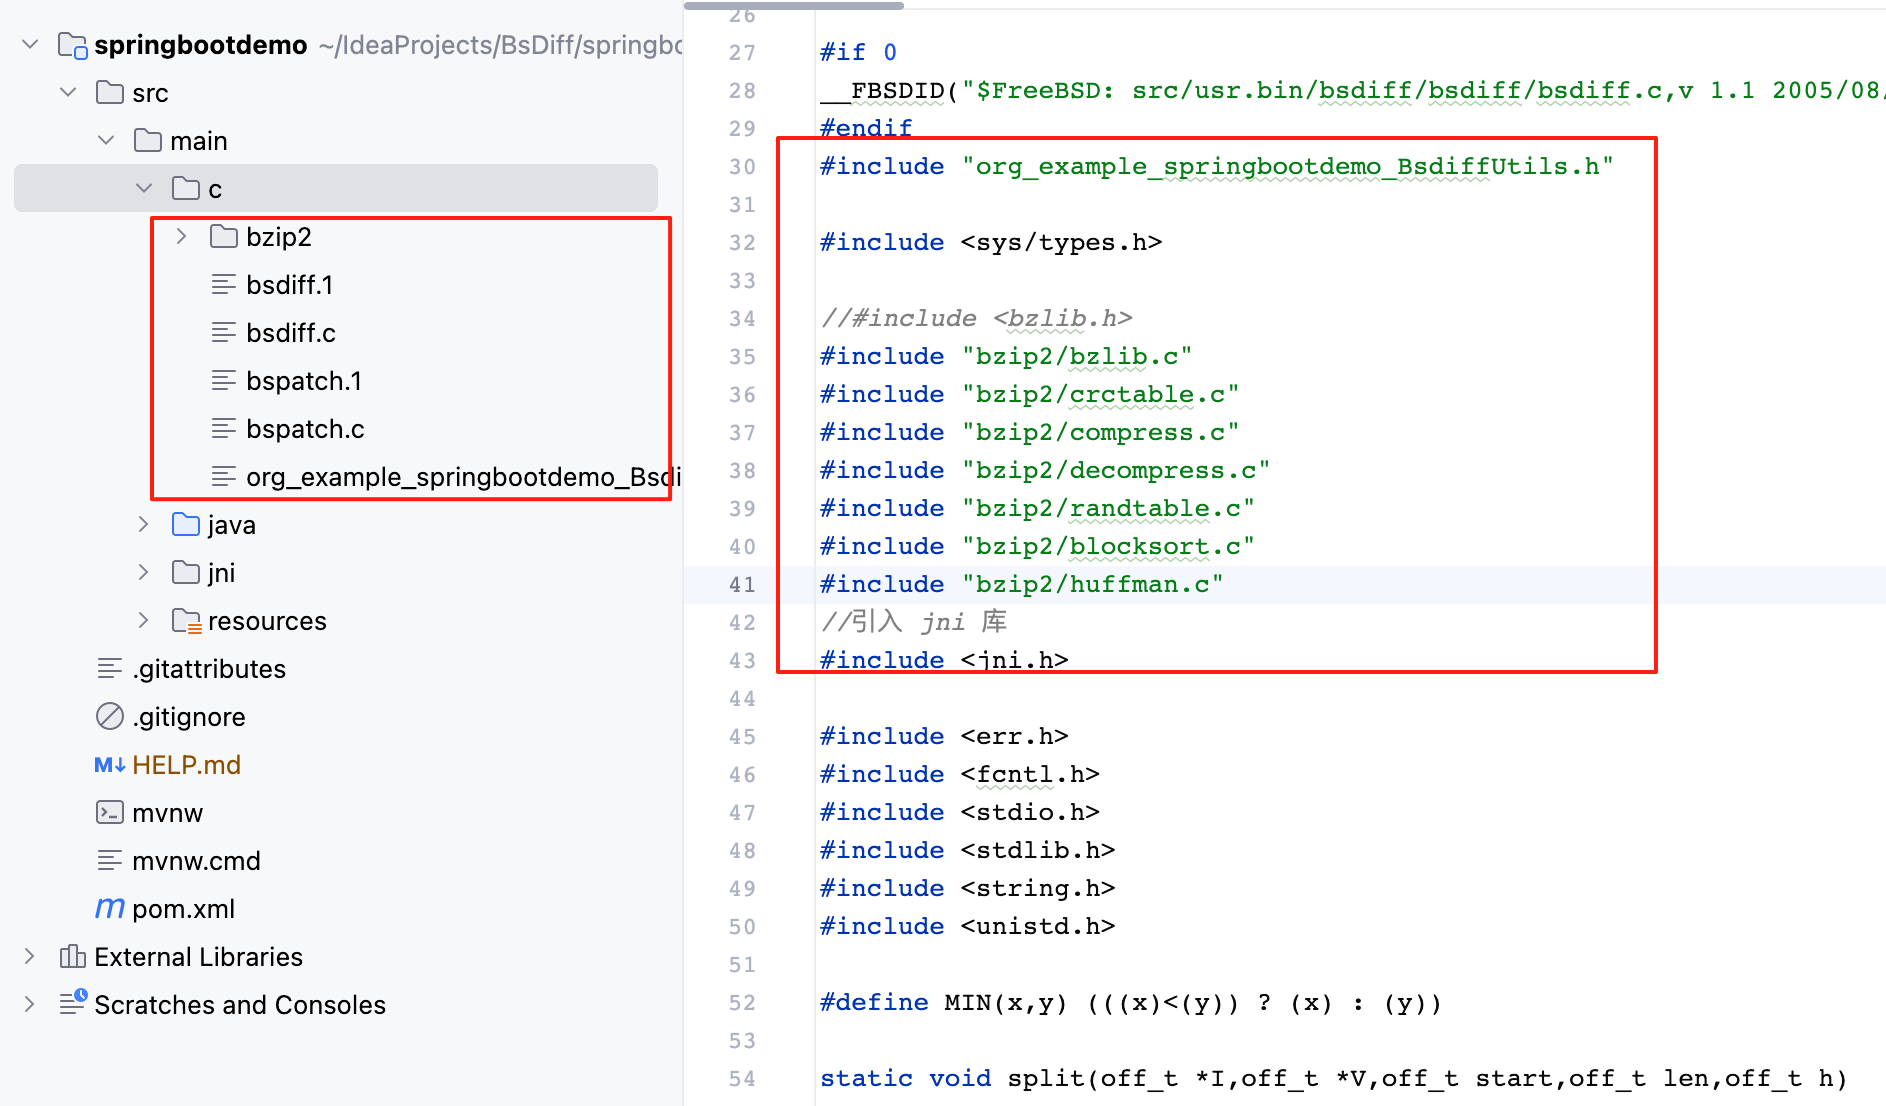 springbootdemo ~/IdeaProjects/BsDiff/springbo
src
main
c
bzip2
bsdiff.1
bsdiff.c
bspatch.1
bspatch.c
org_example_springbootdemo_Bsdi
java
jni
resources
.gitattributes
.gitignore
M↓ HELP.md
mvnw
mvnw.cmd
m pom.xml
External Libraries
Scratches and Consoles
26
27 #if 0
28 __FBSDID("$FreeBSD: src/usr.bin/bsdiff/bsdiff/bsdiff.c,v 1.1 2005/08/
29 #endif
30 #include "org_example_springbootdemo_BsdiffUtils.h"
31
32 #include <sys/types.h>
33
34 //#include <bzlib.h>
35 #include "bzip2/bzlib.c"
36 #include "bzip2/crctable.c"
37 #include "bzip2/compress.c"
38 #include "bzip2/decompress.c"
39 #include "bzip2/randtable.c"
40 #include "bzip2/blocksort.c"
41 #include "bzip2/huffman.c"
42 //引入 jni 库
43 #include <jni.h>
44
45 #include <err.h>
46 #include <fcntl.h>
47 #include <stdio.h>
48 #include <stdlib.h>
49 #include <string.h>
50 #include <unistd.h>
51
52 #define MIN(x,y) (((x)<(y)) ? (x) : (y))
53
54 static void split(off_t *I,off_t *V,off_t start,off_t len,off_t h)